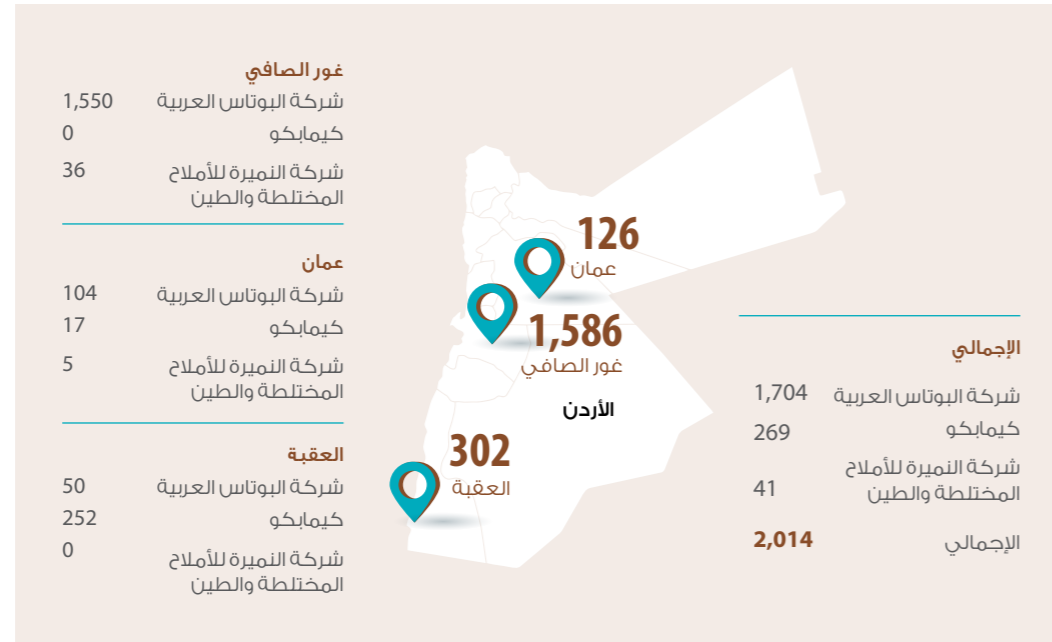 غور الصافي
شركة البوتاس العربية 1,550
كيمابكو 0
شركة النميرة للأملاح 36
المختلطة والطين
عمان
شركة البوتاس العربية 104
كيمابكو 17
شركة النميرة للأملاح 5
المختلطة والطين
العقبة
شركة البوتاس العربية 50
كيمابكو 252
شركة النميرة للأملاح 0
المختلطة والطين
126
عمان
1,586
غور الصافي
الأردن
302
العقبة
الإجمالي
شركة البوتاس العربية 1,704
كيمابكو 269
شركة النميرة للأملاح
المختلطة والطين 41
الإجمالي 2,014